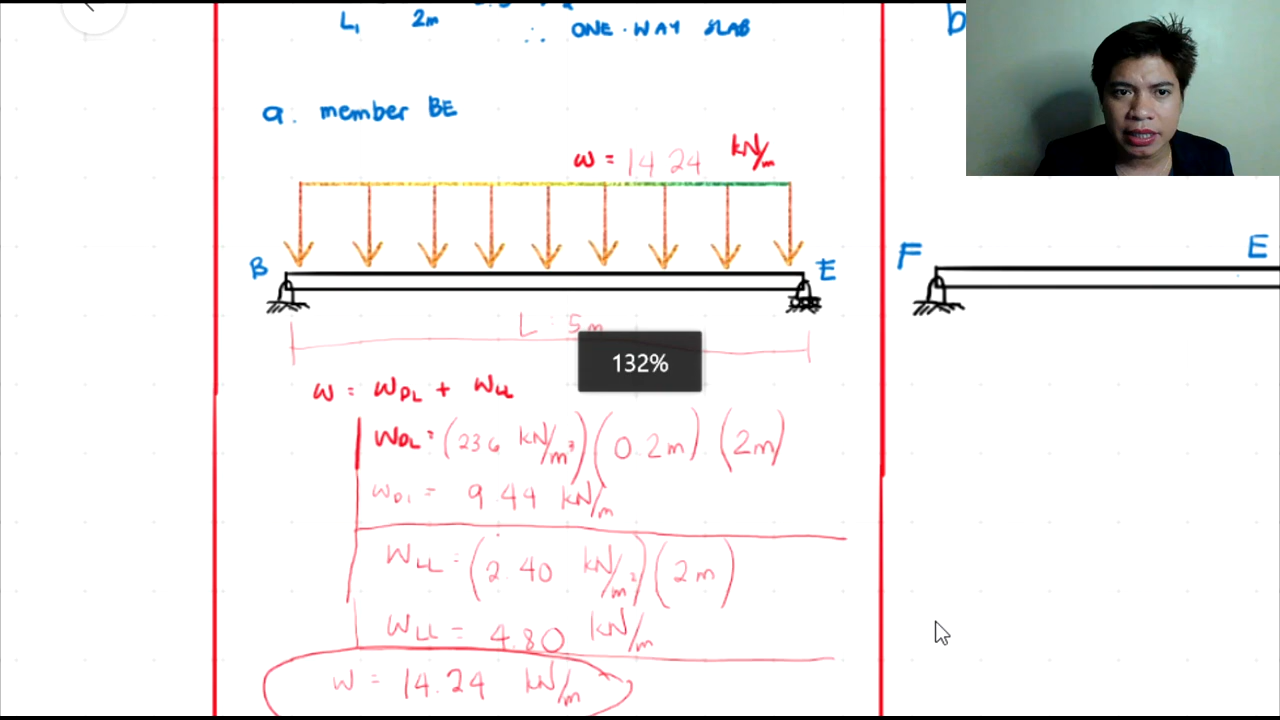 L₁ 2m ∴ ONE-WAY SLAB
b
a. member BE
w = 14.24 kN/m
B E
F E
L = 5m
132%
w = wDL + wLL
wDL = (23.6 kN/m³)(0.2m)(2m)
wDL = 9.44 kN/m
wLL = (2.40 kN/m²)(2m)
wLL = 4.80 kN/m
w = 14.24 kN/m